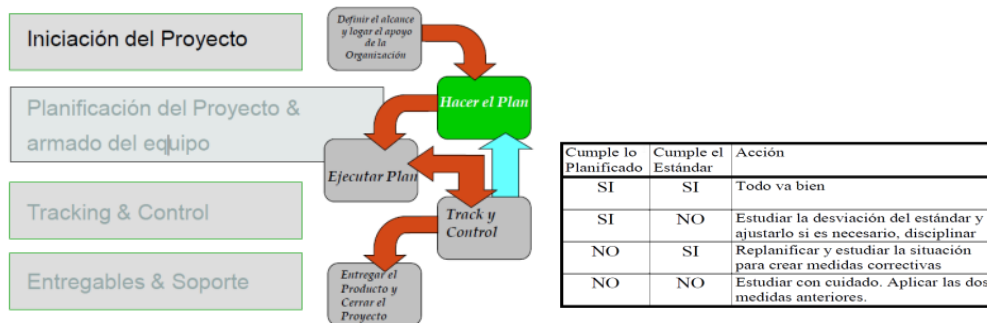 Iniciación del Proyecto
Planificación del Proyecto &
armado del equipo
Tracking & Control
Entregables & Soporte
Definir el alcance
y logar el apoyo
de la
Organización
Hacer el Plan
Ejecutar Plan
Track y
Control
Entregar el
Producto y
Cerrar el
Proyecto
Cumple lo Planificado | Cumple el Estándar | Acción
SI | SI | Todo va bien
SI | NO | Estudiar la desviación del estándar y
ajustarlo si es necesario, disciplinar
NO | SI | Replanificar y estudiar la situación
para crear medidas correctivas
NO | NO | Estudiar con cuidado. Aplicar las dos
medidas anteriores.